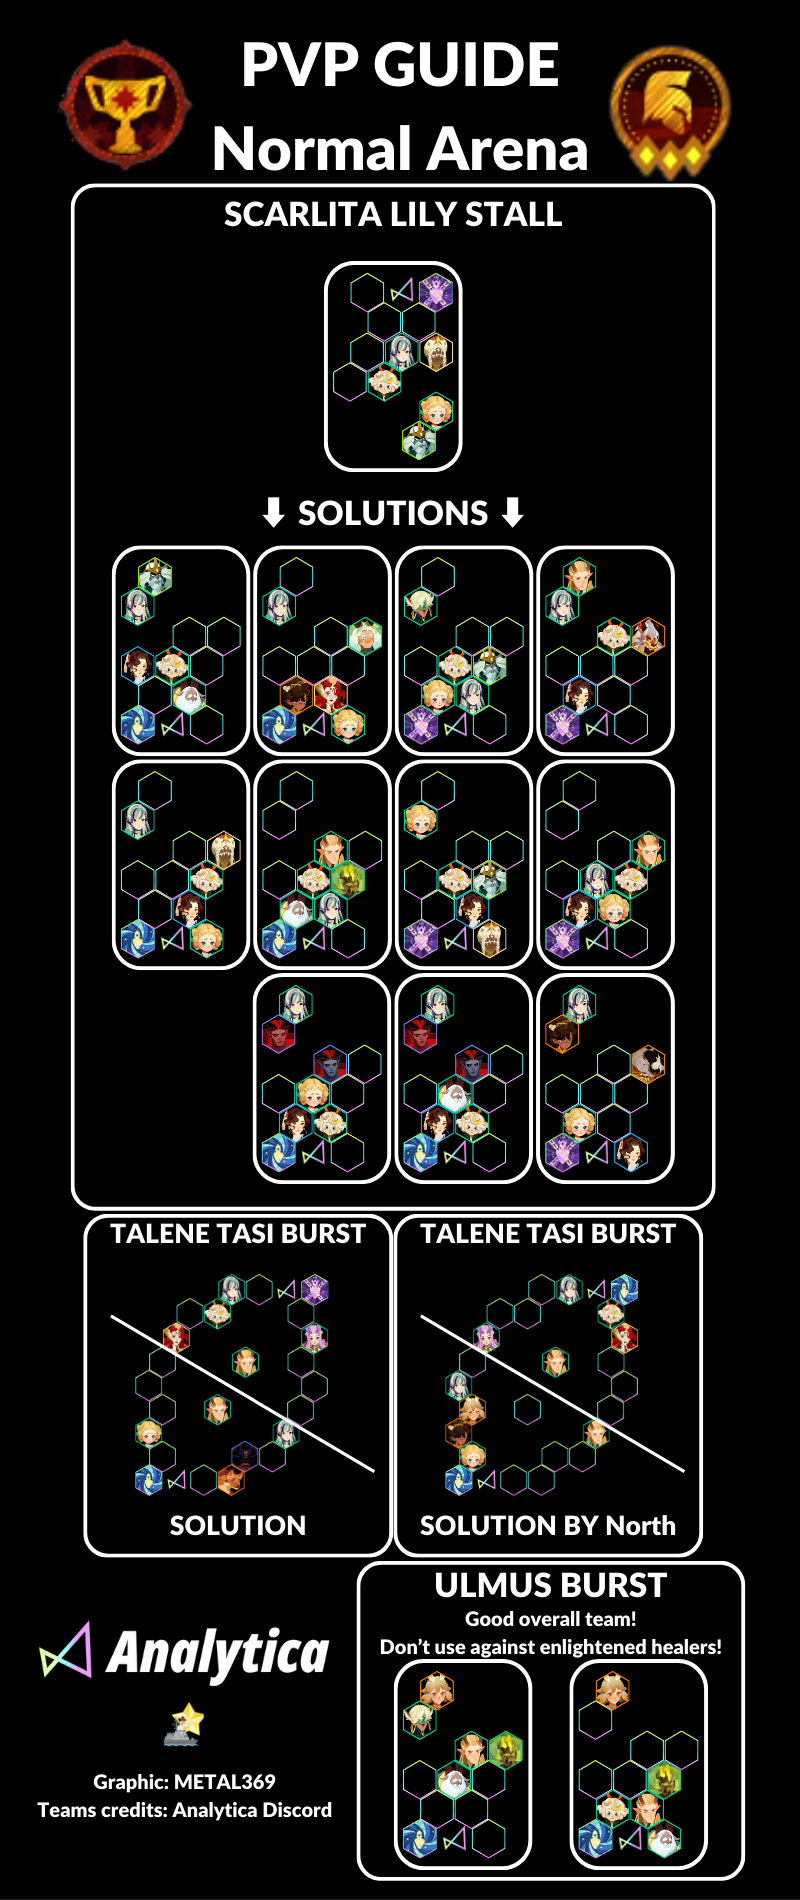 PVP GUIDE
Normal Arena
SCARLITA LILY STALL
SOLUTIONS
TALENE TASI BURST
SOLUTION
TALENE TASI BURST
SOLUTION BY North
ULMUS BURST
Good overall team!
Don't use against enlightened healers!
Analytica
Graphic: METAL369
Teams credits: Analytica Discord